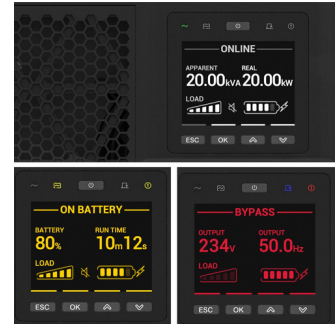 ONLINE
APPARENT REAL
20.00kVA 20.00kW
LOAD
ESC OK
ON BATTERY
BATTERY RUN TIME
80% 10m12s
LOAD
ESC OK
BYPASS
OUTPUT OUTPUT
234V 50.0Hz
LOAD
ESC OK